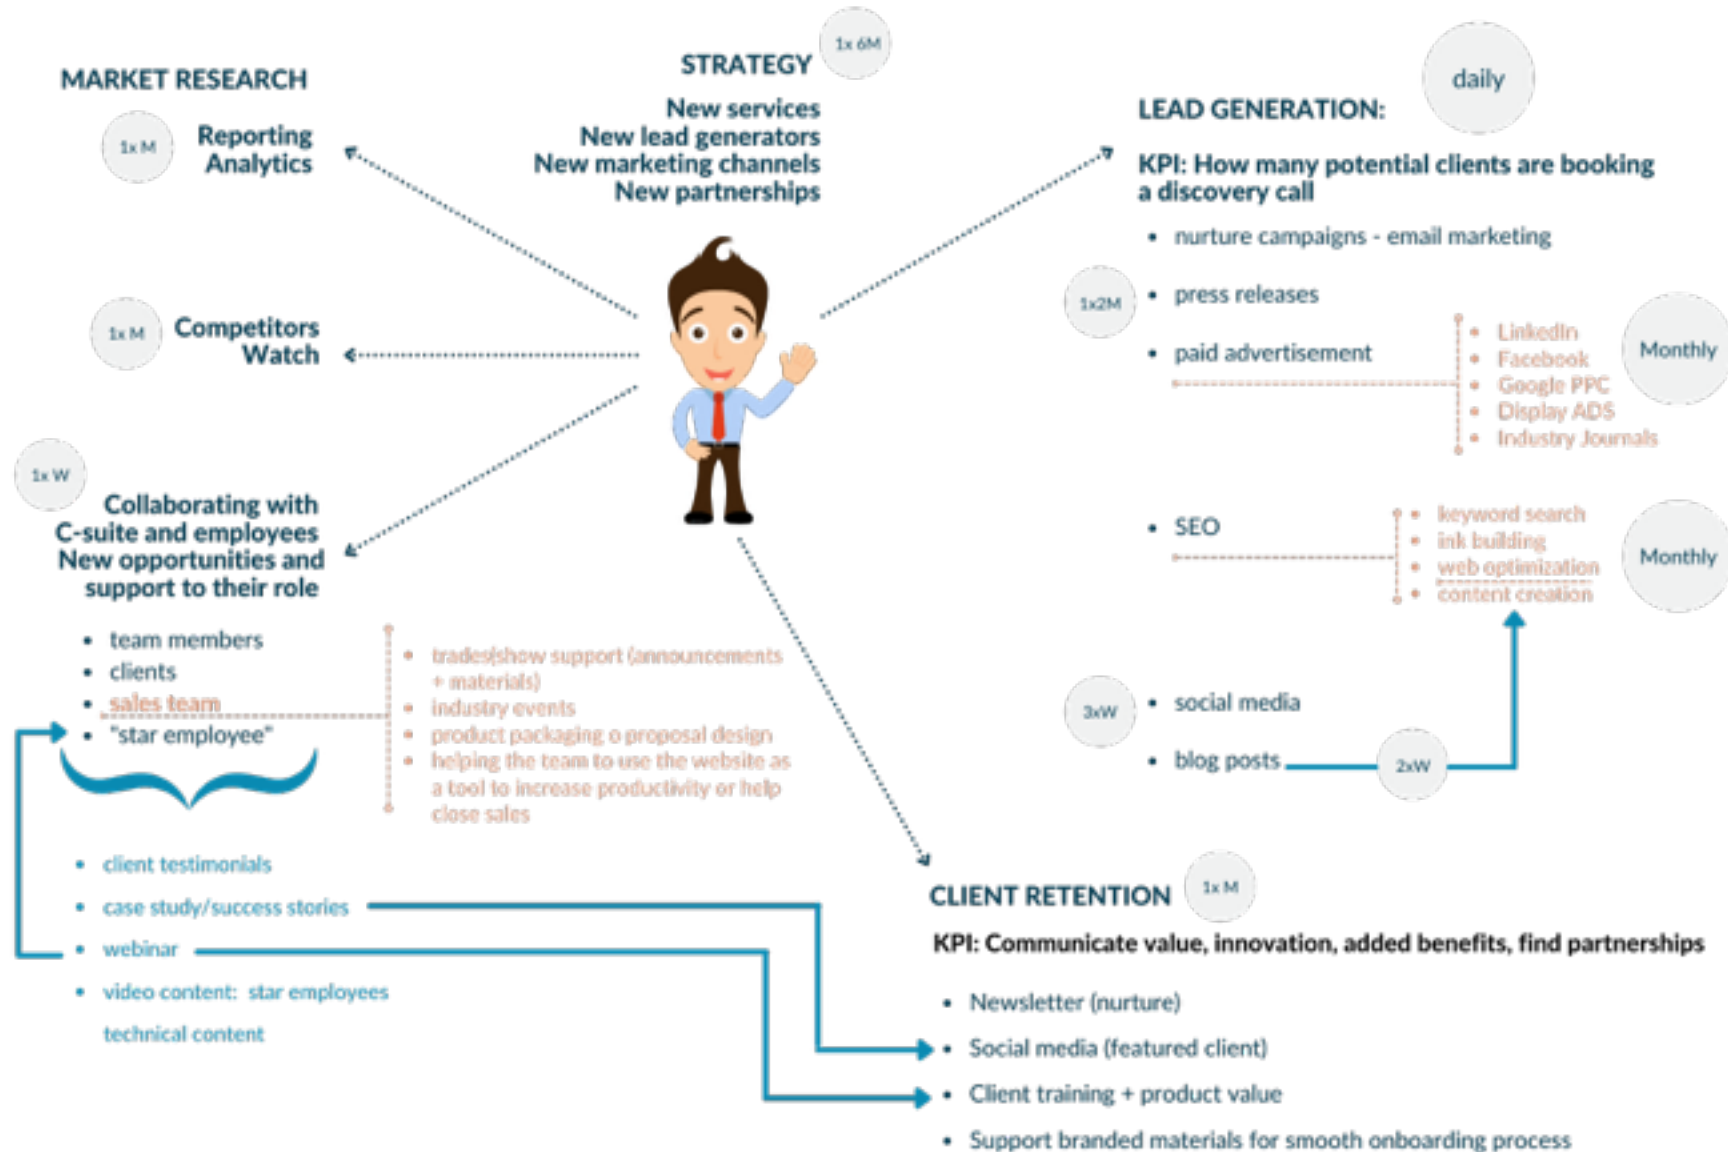 MARKET RESEARCH
1x M
Reporting
Analytics
1x M
Competitors
Watch
STRATEGY
1x 6M
New services
New lead generators
New marketing channels
New partnerships
daily
LEAD GENERATION:
KPI: How many potential clients are booking
a discovery call
• nurture campaigns - email marketing
1x2M
• press releases
• paid advertisement
• LinkedIn
• Facebook
• Google PPC
• Display ADS
• Industry Journals
Monthly
• SEO
• keyword search
• ink building
• web optimization
• content creation
Monthly
3xW
• social media
• blog posts
2xW
1x W
Collaborating with
C-suite and employees
New opportunities and
support to their role
• team members
• clients
• sales team
• "star employee"
• trades|show support (announcements
+ materials)
• industry events
• product packaging o proposal design
• helping the team to use the website as
a tool to increase productivity or help
close sales
• client testimonials
• case study/success stories
• webinar
• video content: star employees
technical content
CLIENT RETENTION
1x M
KPI: Communicate value, innovation, added benefits, find partnerships
• Newsletter (nurture)
• Social media (featured client)
• Client training + product value
• Support branded materials for smooth onboarding process